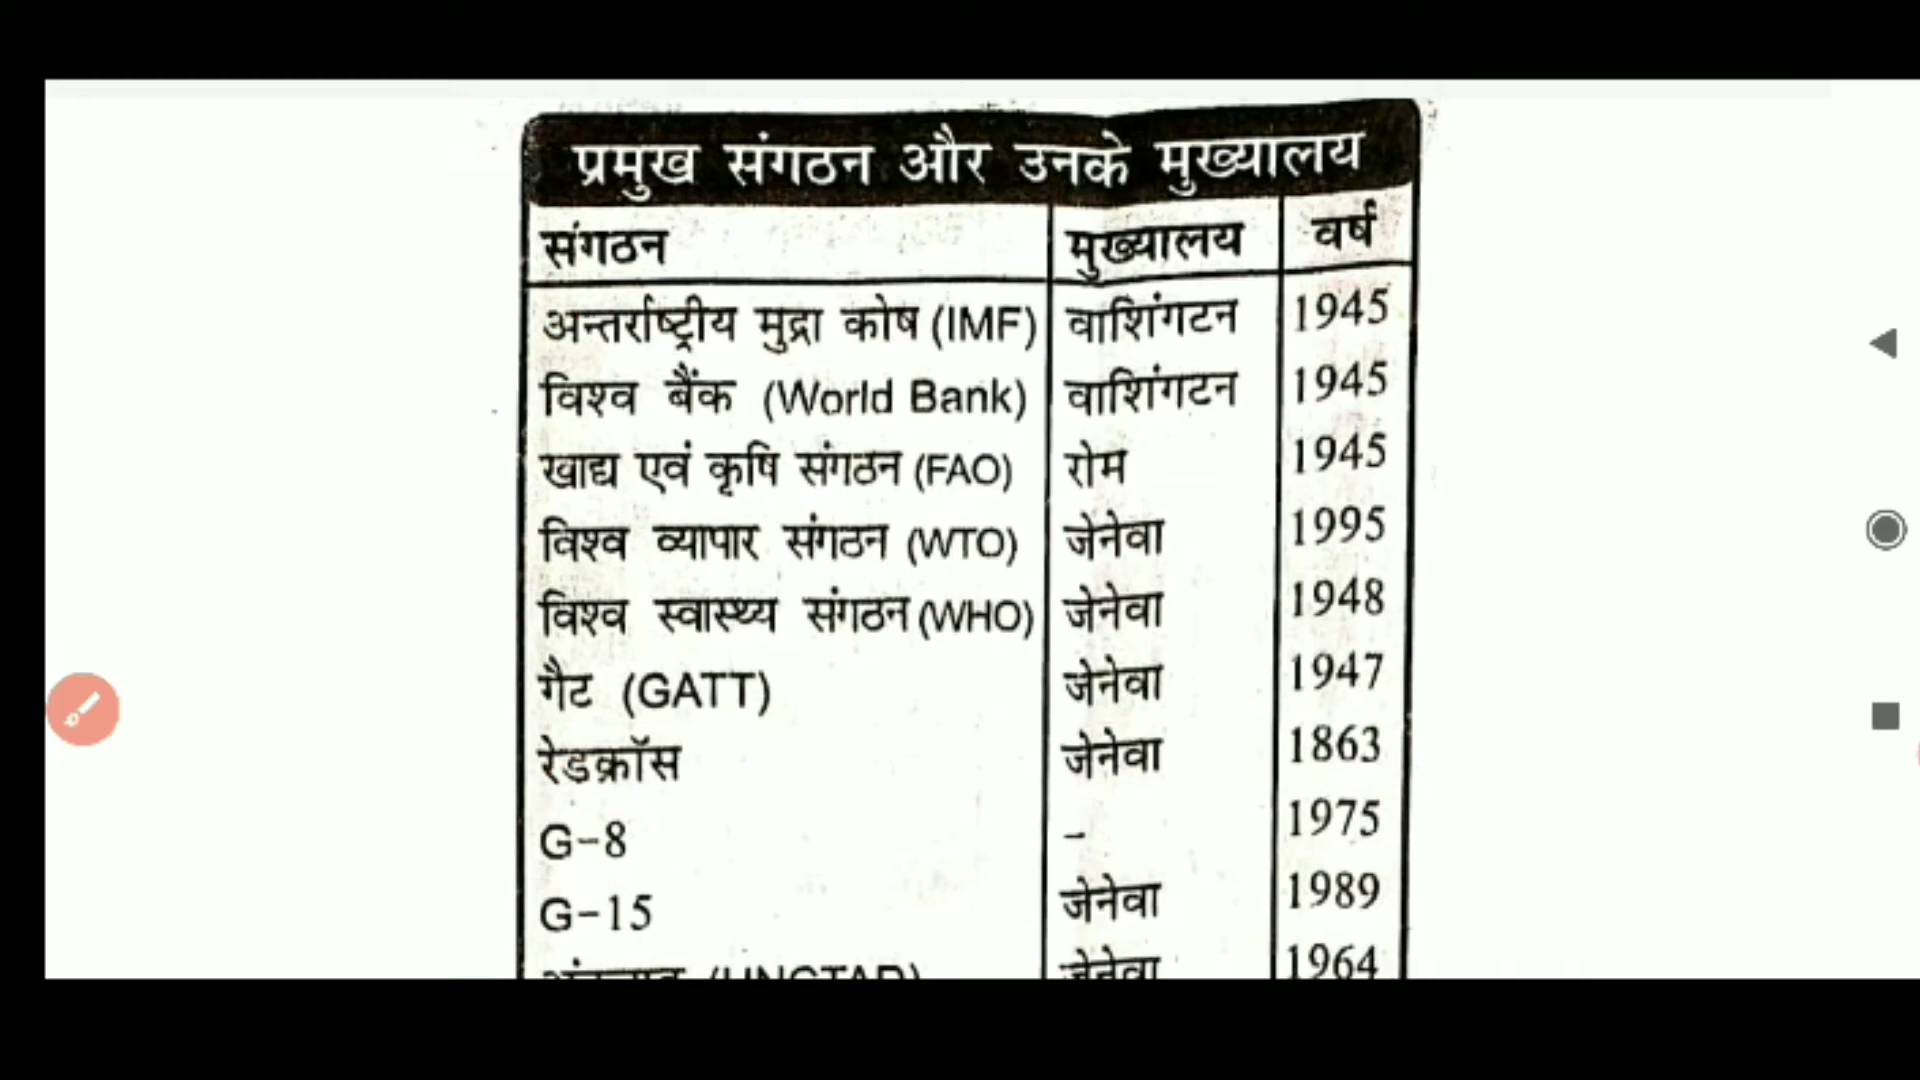 प्रमुख संगठन और उनके मुख्यालय
संगठन मुख्यालय वर्ष
अन्तर्राष्ट्रीय मुद्रा कोष (IMF) वाशिंगटन 1945
विश्व बैंक (World Bank) वाशिंगटन 1945
खाद्य एवं कृषि संगठन (FAO) रोम 1945
विश्व व्यापार संगठन (WTO) जेनेवा 1995
विश्व स्वास्थ्य संगठन (WHO) जेनेवा 1948
गैट (GATT) जेनेवा 1947
रेडक्रॉस जेनेवा 1863
G-8 - 1975
G-15 जेनेवा 1989
(UNCTAD) जेनेवा 1964